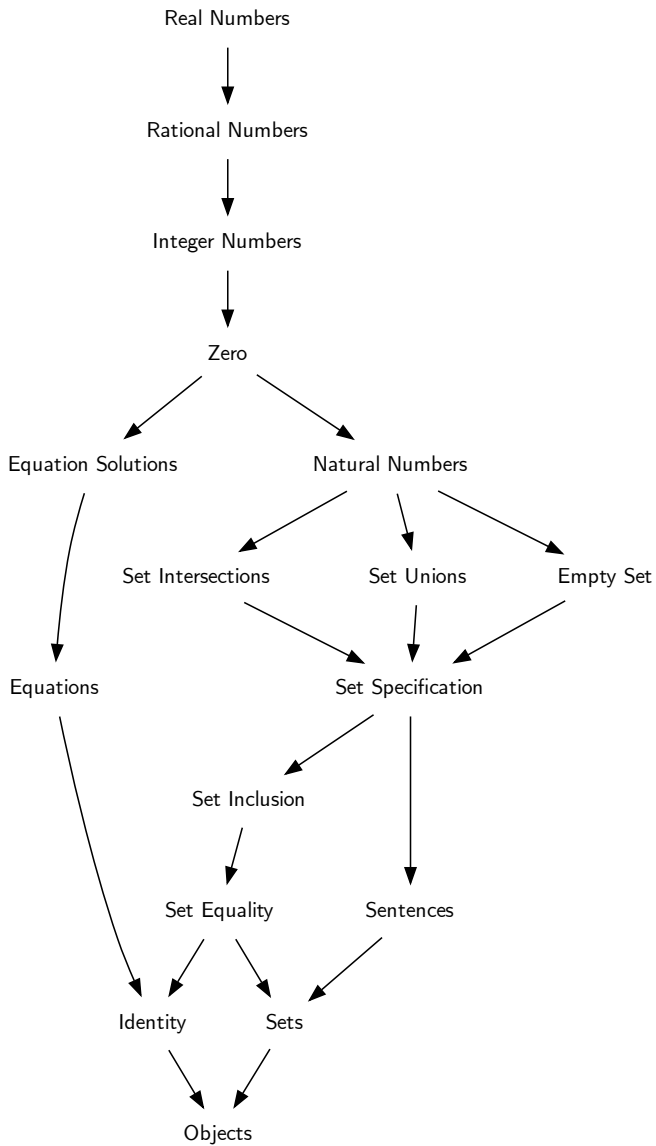 Real Numbers
Rational Numbers
Integer Numbers
Zero
Equation Solutions
Natural Numbers
Set Intersections
Set Unions
Empty Set
Equations
Set Specification
Set Inclusion
Set Equality
Sentences
Identity
Sets
Objects